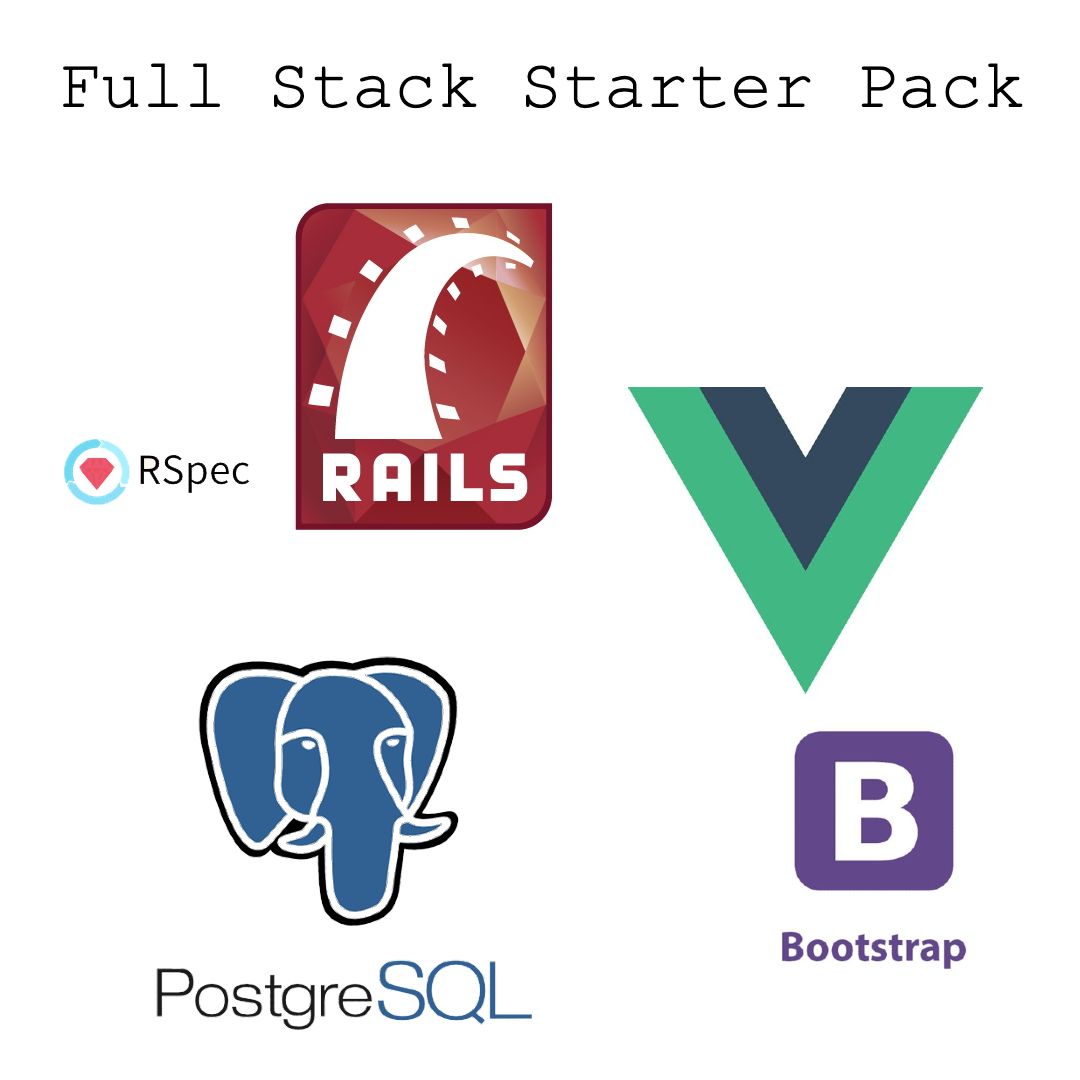 Full Stack Starter Pack
RAILS
RSpec
B
Bootstrap
PostgreSQL